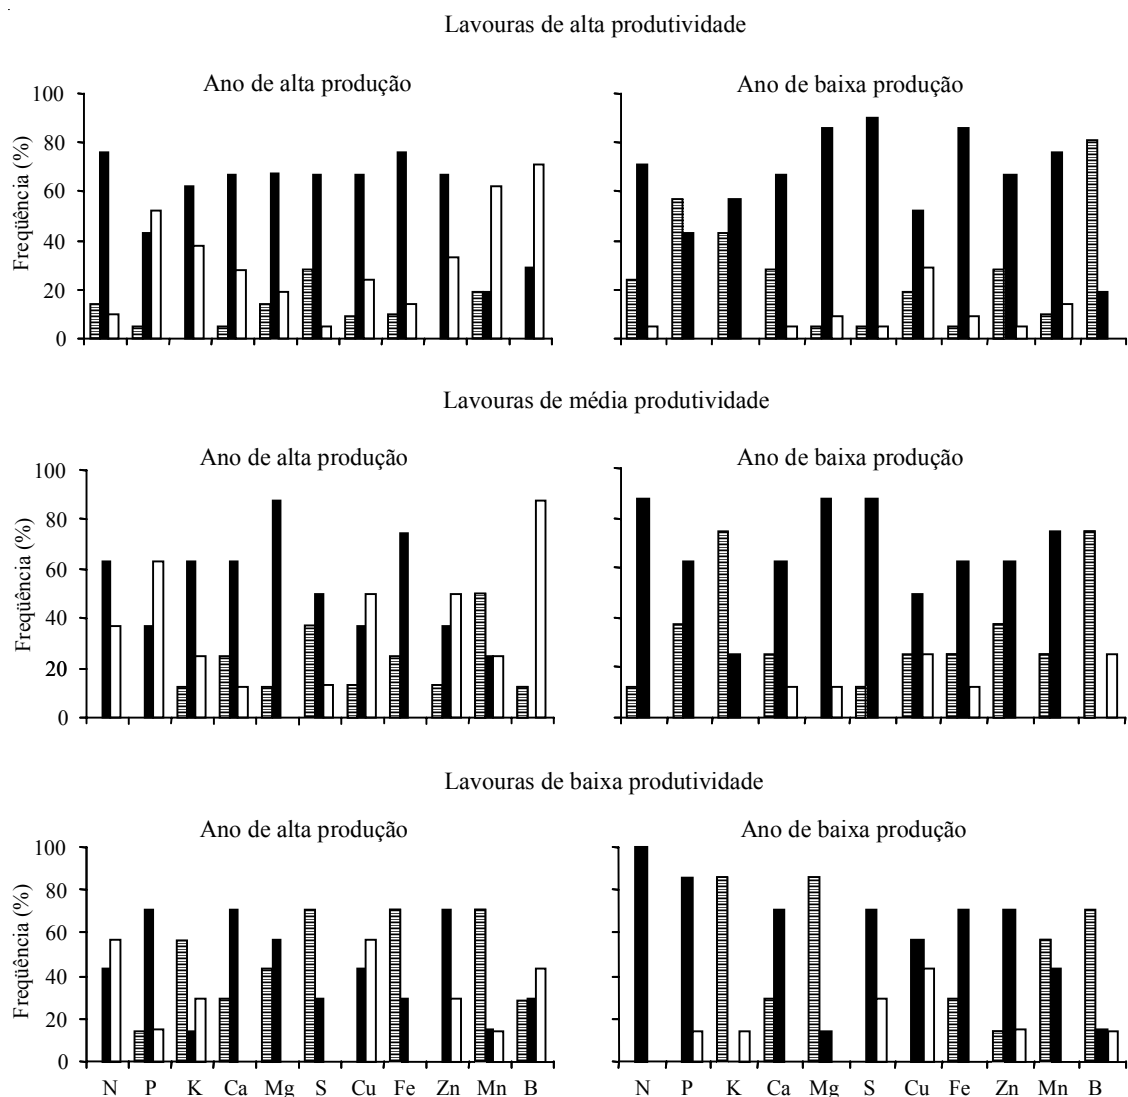 Lavouras de alta produtividade
Ano de alta produção
Ano de baixa produção
Freqüência (%)
100
80
60
40
20
0
Lavouras de média produtividade
Ano de alta produção
Ano de baixa produção
Freqüência (%)
100
80
60
40
20
0
Lavouras de baixa produtividade
Ano de alta produção
Ano de baixa produção
Freqüência (%)
100
80
60
40
20
0
N P K Ca Mg S Cu Fe Zn Mn B
N P K Ca Mg S Cu Fe Zn Mn B